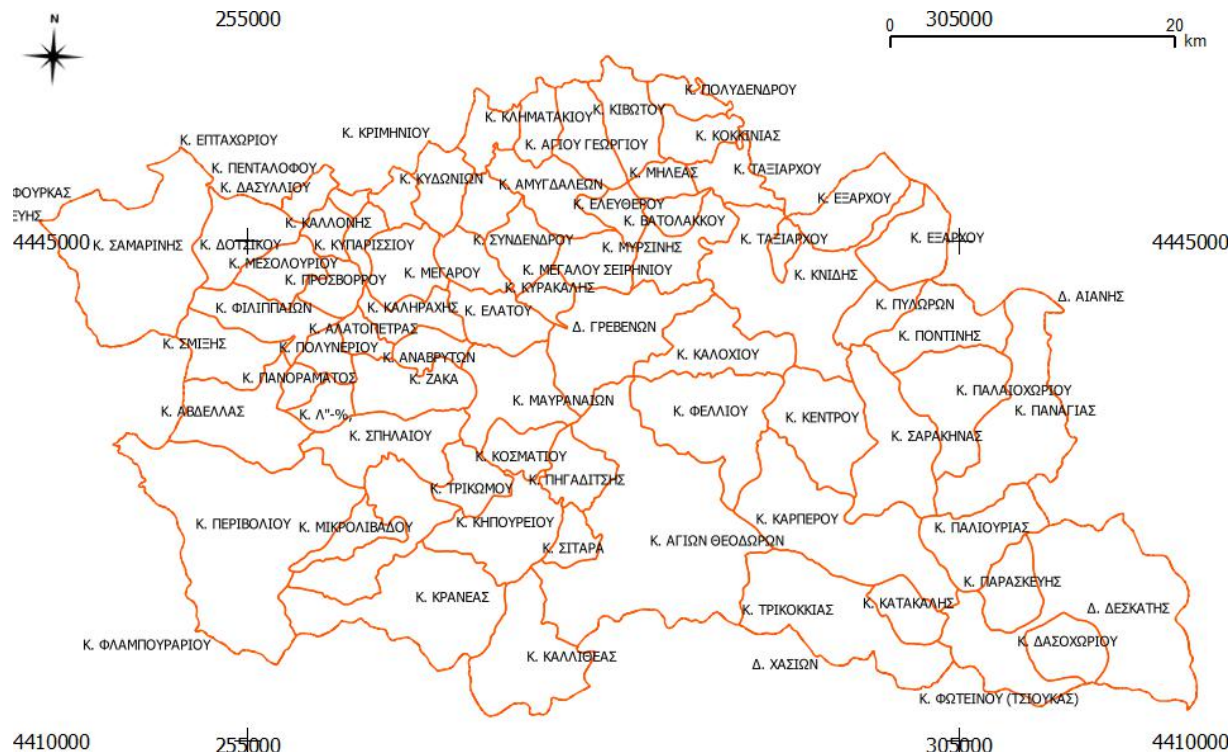 255000
305000
N
0
20
km
Κ. ΠΟΛΥΔΕΝΔΡΟΥ
Κ. ΚΙΒΩΤΟΥ
Κ. ΚΛΗΜΑΤΑΚΙΟΥ
Κ. ΚΡΙΜΗΝΙΟΥ
Κ. ΚΟΚΚΙΝΙΑΣ
Κ. ΕΠΤΑΧΩΡΙΟΥ
Κ. ΑΓΙΟΥ ΓΕΩΡΓΙΟΥ
Κ. ΠΕΝΤΑΛΟΦΟΥ
Κ. ΤΑΞΙΑΡΧΟΥ
Κ. ΜΗΛΕΑΣ
Κ. ΚΥΔΩΝΙΩΝ
Κ. ΔΑΣΥΛΛΙΟΥ
Κ. ΑΜΥΓΔΑΛΕΩΝ
ΦΟΥΡΚΑΣ
Κ. ΕΞΑΡΧΟΥ
Κ. ΕΛΕΥΘΕΡΟΥ
ΕΥΗΣ
Κ. ΒΑΤΟΛΑΚΚΟΥ
Κ. ΚΑΛΛΟΝΗΣ
4445000
Κ. ΣΑΜΑΡΙΝΗΣ
Κ. ΔΟΤΣΙΚΟΥ
Κ. ΚΥΠΑΡΙΣΣΙΟΥ
Κ. ΣΥΝΔΕΝΔΡΟΥ
Κ. ΜΥΡΣΙΝΗΣ
Κ. ΤΑΞΙΑΡΧΟΥ
Κ. ΕΞΑΡΧΟΥ
4445000
Κ. ΜΕΣΟΛΟΥΡΙΟΥ
Κ. ΜΕΓΑΡΟΥ
Κ. ΜΕΓΑΛΟΥ ΣΕΙΡΗΝΙΟΥ
Κ. ΚΝΙΔΗΣ
Κ. ΠΡΟΣΒΟΡΡΟΥ
Κ. ΚΥΡΑΚΑΛΗΣ
Δ. ΑΙΑΝΗΣ
Κ. ΦΙΛΙΠΠΑΙΩΝ
Κ. ΚΑΛΗΡΑΧΗΣ
Κ. ΕΛΑΤΟΥ
Κ. ΠΥΛΩΡΩΝ
Κ. ΑΛΑΤΟΠΕΤΡΑΣ
Δ. ΓΡΕΒΕΝΩΝ
Κ. ΠΟΝΤΙΝΗΣ
Κ. ΣΜΙΞΗΣ
Κ. ΠΟΛΥΝΕΡΙΟΥ
Κ. ΑΝΑΒΡΥΤΩΝ
Κ. ΚΑΛΟΧΙΟΥ
Κ. ΠΑΝΟΡΑΜΑΤΟΣ
Κ. ΖΑΚΑ
Κ. ΠΑΛΑΙΟΧΩΡΙΟΥ
Κ. ΑΒΔΕΛΛΑΣ
Κ. Λ"-%,
Κ. ΜΑΥΡΑΝΑΙΩΝ
Κ. ΦΕΛΛΙΟΥ
Κ. ΚΕΝΤΡΟΥ
Κ. ΠΑΝΑΓΙΑΣ
Κ. ΣΠΗΛΑΙΟΥ
Κ. ΣΑΡΑΚΗΝΑΣ
Κ. ΚΟΣΜΑΤΙΟΥ
Κ. ΠΗΓΑΔΙΤΣΗΣ
Κ. ΤΡΙΚΩΜΟΥ
Κ. ΠΕΡΙΒΟΛΙΟΥ
Κ. ΜΙΚΡΟΛΙΒΑΔΟΥ
Κ. ΚΗΠΟΥΡΕΙΟΥ
Κ. ΚΑΡΠΕΡΟΥ
Κ. ΠΑΛΙΟΥΡΙΑΣ
Κ. ΣΙΤΑΡΑ
Κ. ΑΓΙΩΝ ΘΕΟΔΩΡΩΝ
Κ. ΠΑΡΑΣΚΕΥΗΣ
Κ. ΚΡΑΝΕΑΣ
Κ. ΤΡΙΚΟΚΚΙΑΣ
Κ. ΚΑΤΑΚΑΛΗΣ
Δ. ΔΕΣΚΑΤΗΣ
Κ. ΦΛΑΜΠΟΥΡΑΡΙΟΥ
Κ. ΚΑΛΛΙΘΕΑΣ
Δ. ΧΑΣΙΩΝ
Κ. ΔΑΣΟΧΩΡΙΟΥ
Κ. ΦΩΤΕΙΝΟΥ (ΤΣΙΟΥΚΑΣ)
4410000
255000
305000
4410000